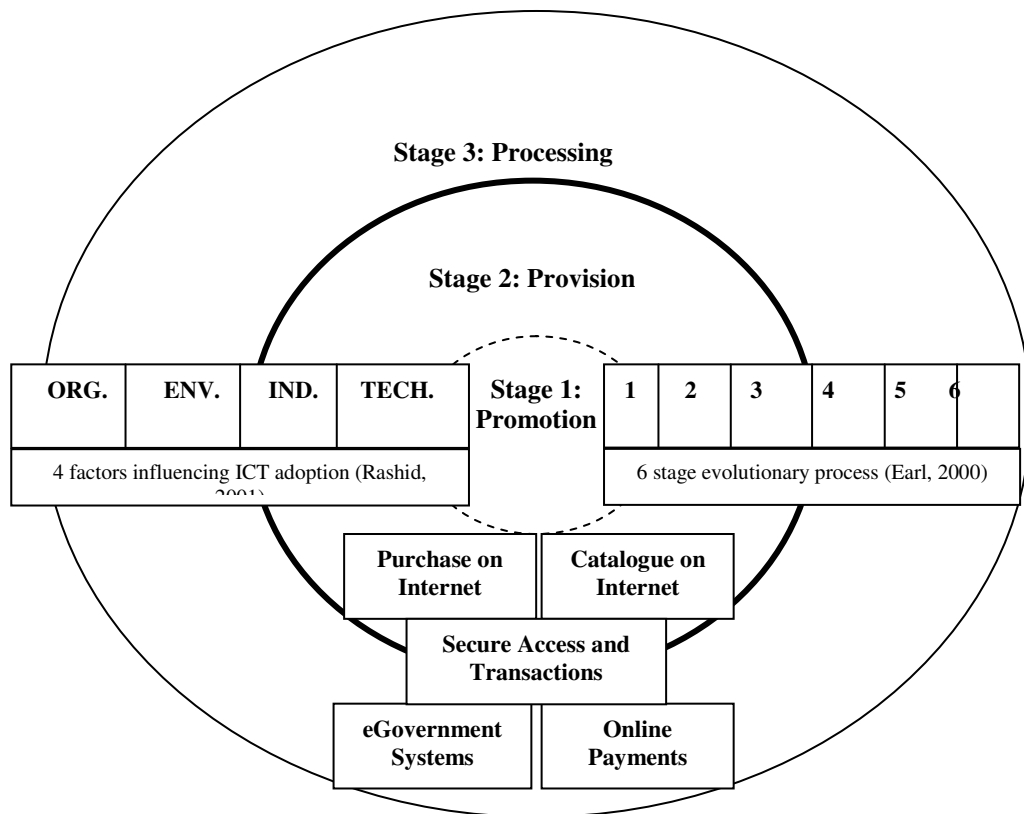 Stage 3: Processing
Stage 2: Provision
Stage 1:
Promotion
ORG. ENV. IND. TECH.
4 factors influencing ICT adoption (Rashid,
2001)
1 2 3 4 5 6
6 stage evolutionary process (Earl, 2000)
Purchase on
Internet
Catalogue on
Internet
Secure Access and
Transactions
eGovernment
Systems
Online
Payments